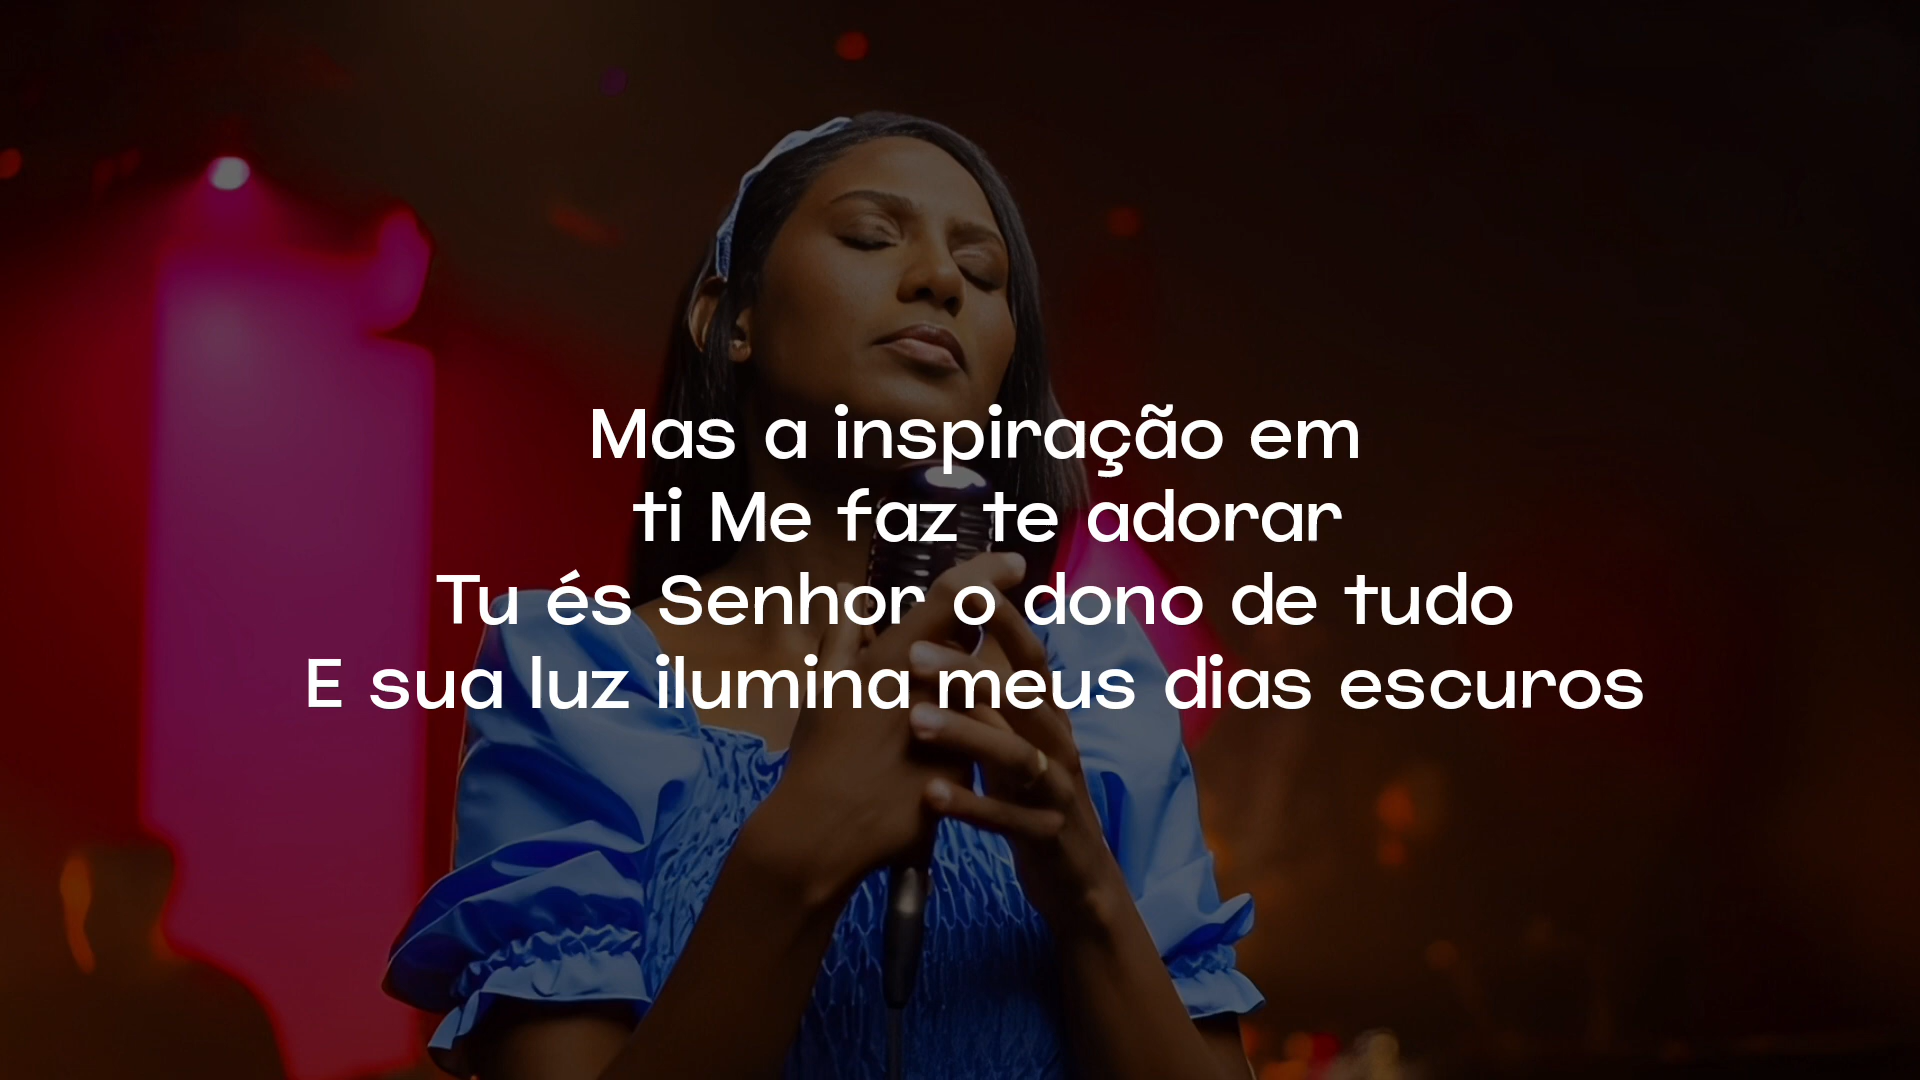 Mas a inspiração em
ti Me faz te adorar
Tu és Senhor o dono de tudo
E sua luz ilumina meus dias escuros